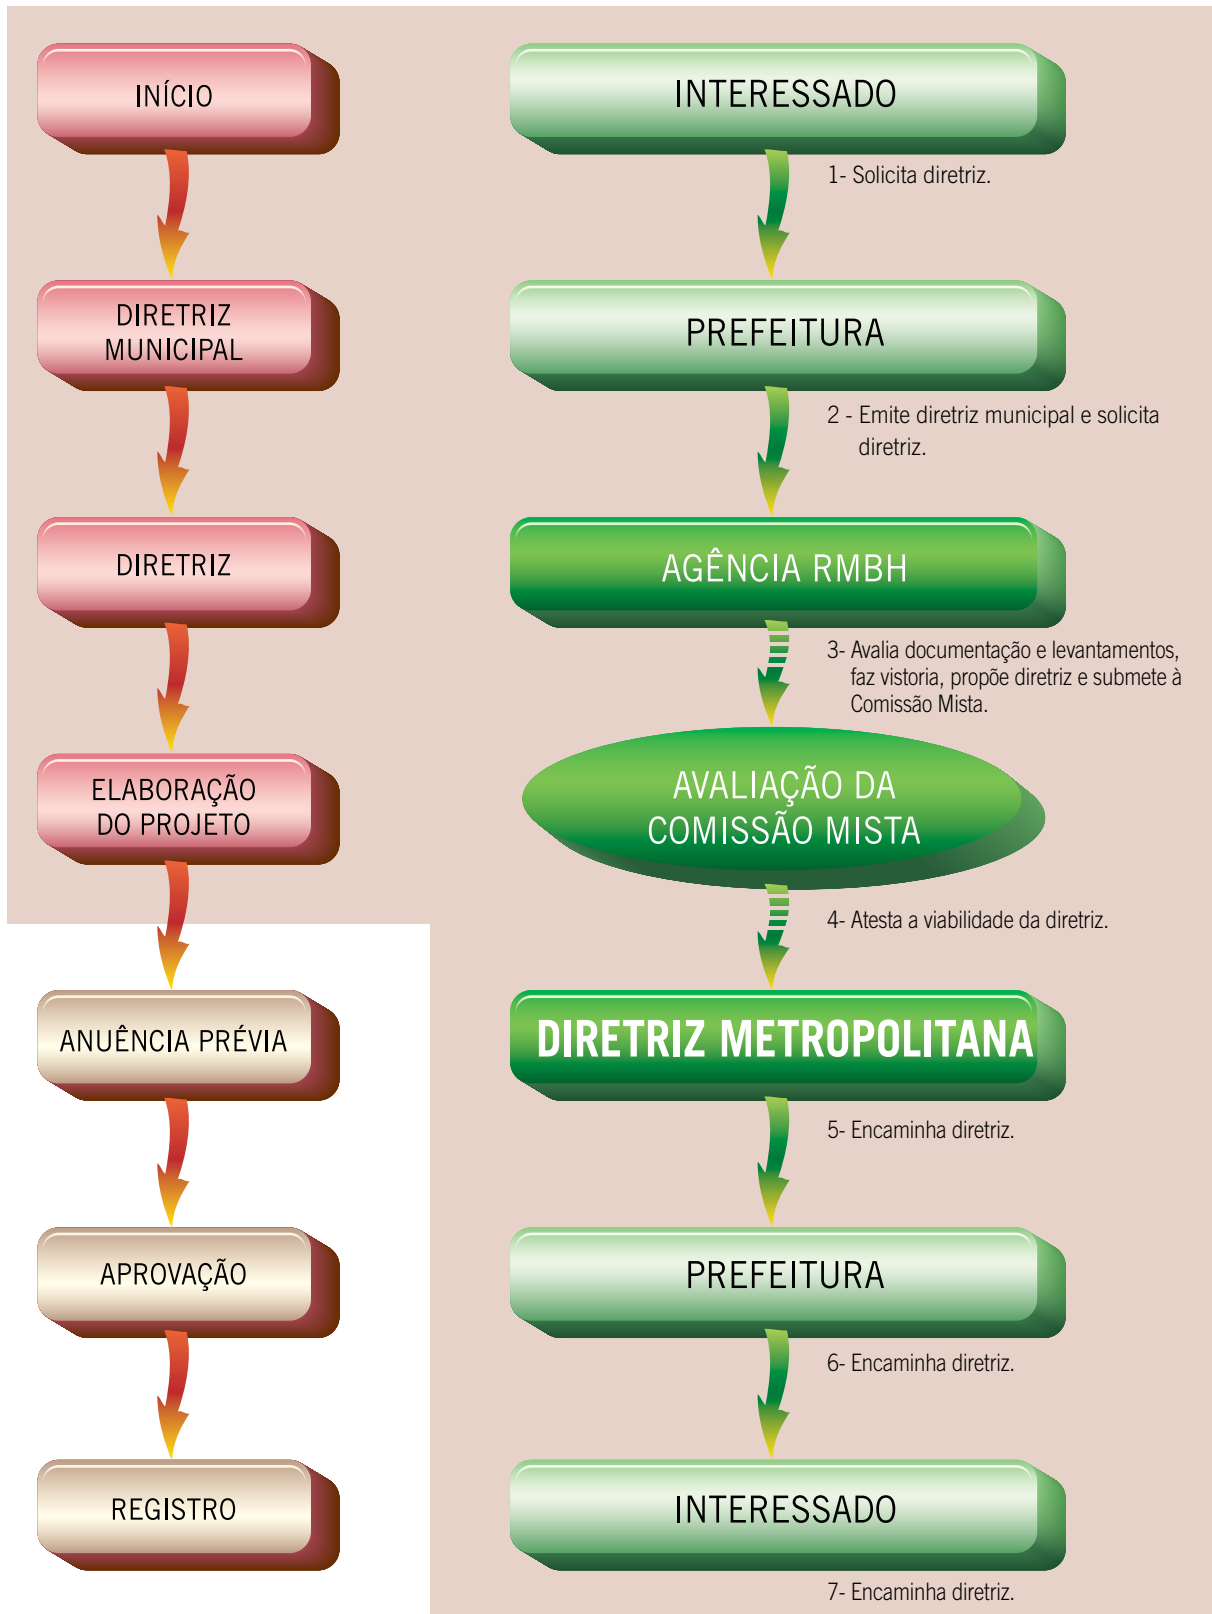 INÍCIO
DIRETRIZ
MUNICIPAL
DIRETRIZ
ELABORAÇÃO
DO PROJETO
ANUÊNCIA PRÉVIA
APROVAÇÃO
REGISTRO
INTERESSADO
1- Solicita diretriz.
PREFEITURA
2 - Emite diretriz municipal e solicita
diretriz.
AGÊNCIA RMBH
3- Avalia documentação e levantamentos,
faz vistoria, propõe diretriz e submete à
Comissão Mista.
AVALIAÇÃO DA
COMISSÃO MISTA
4- Atesta a viabilidade da diretriz.
DIRETRIZ METROPOLITANA
5- Encaminha diretriz.
PREFEITURA
6- Encaminha diretriz.
INTERESSADO
7- Encaminha diretriz.